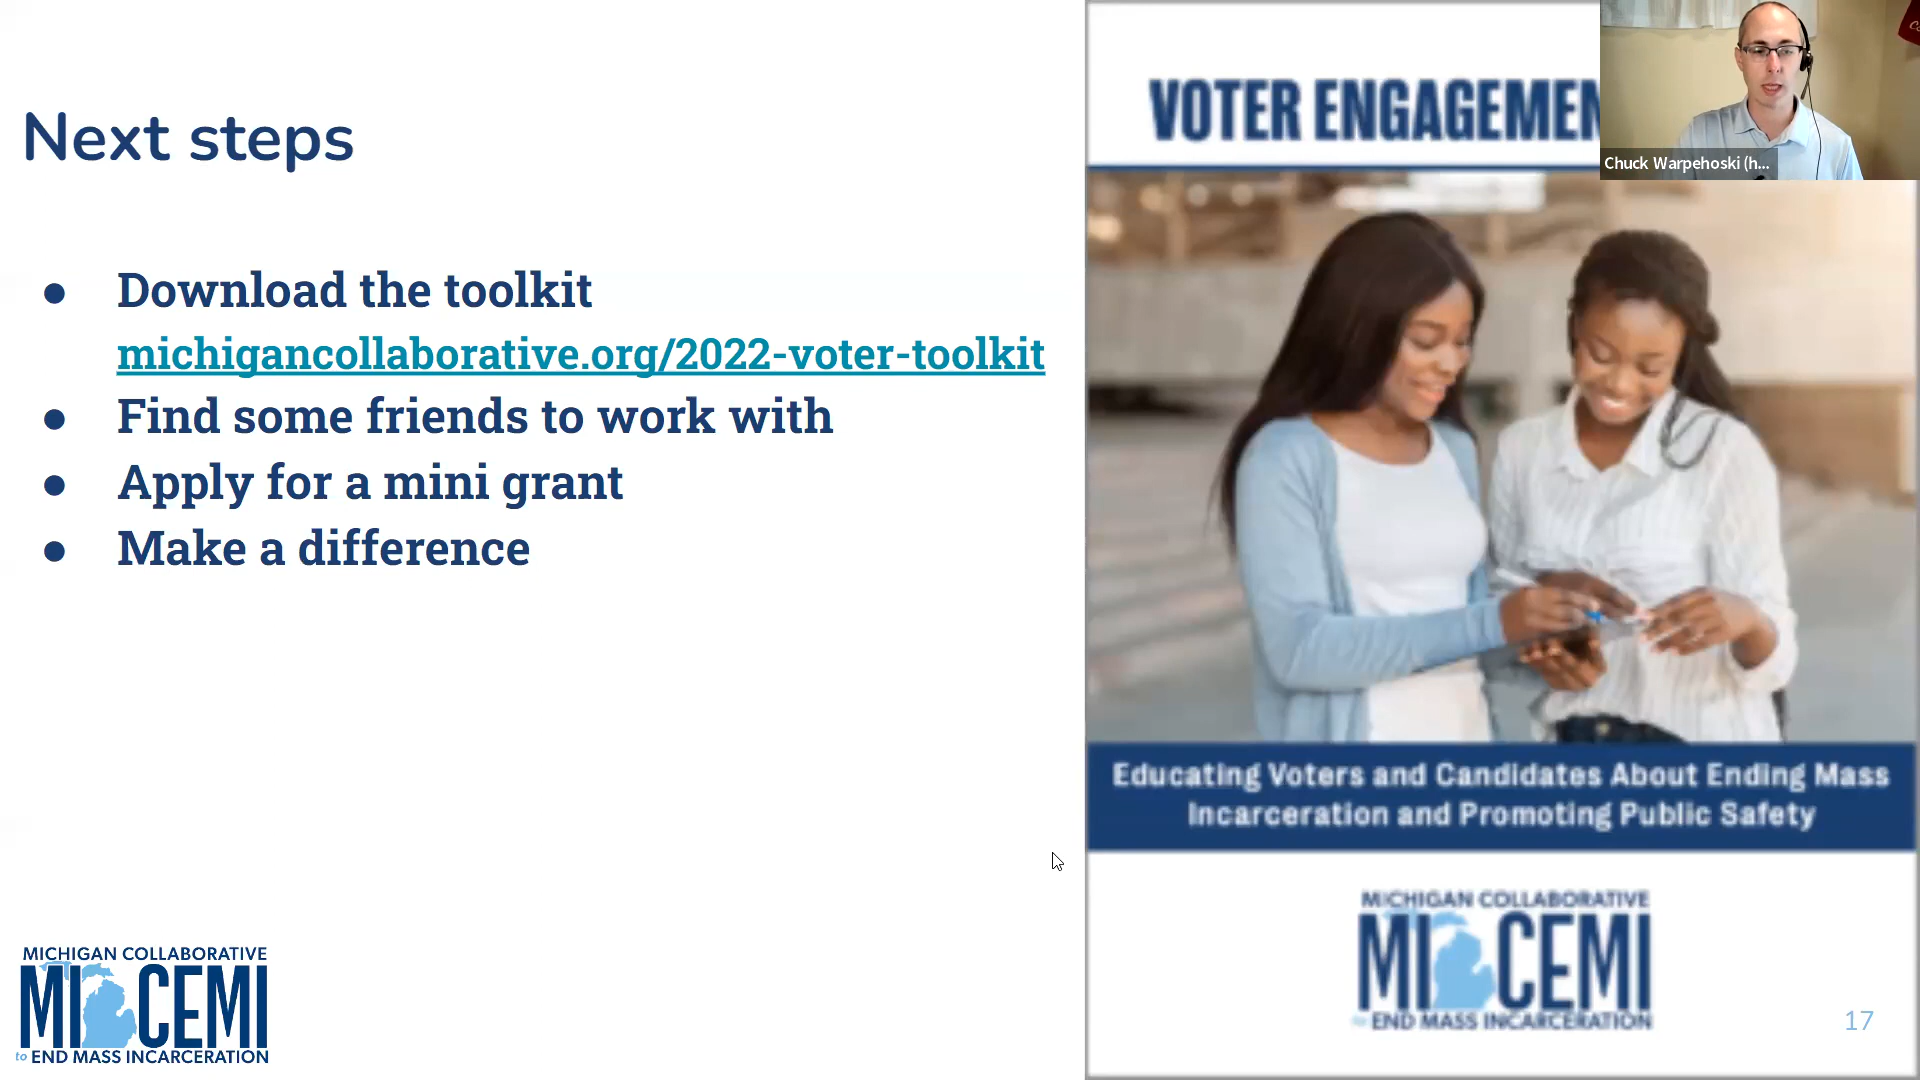 Next steps
● Download the toolkit
michigancollaborative.org/2022-voter-toolkit
● Find some friends to work with
● Apply for a mini grant
● Make a difference
MICHIGAN COLLABORATIVE
MI CEMI
to END MASS INCARCERATION
VOTER ENGAGEMEN
Chuck Warpehoski (h...
Educating Voters and Candidates About Ending Mass
Incarceration and Promoting Public Safety
MICHIGAN COLLABORATIVE
MI CEMI
to END MASS INCARCERATION
17